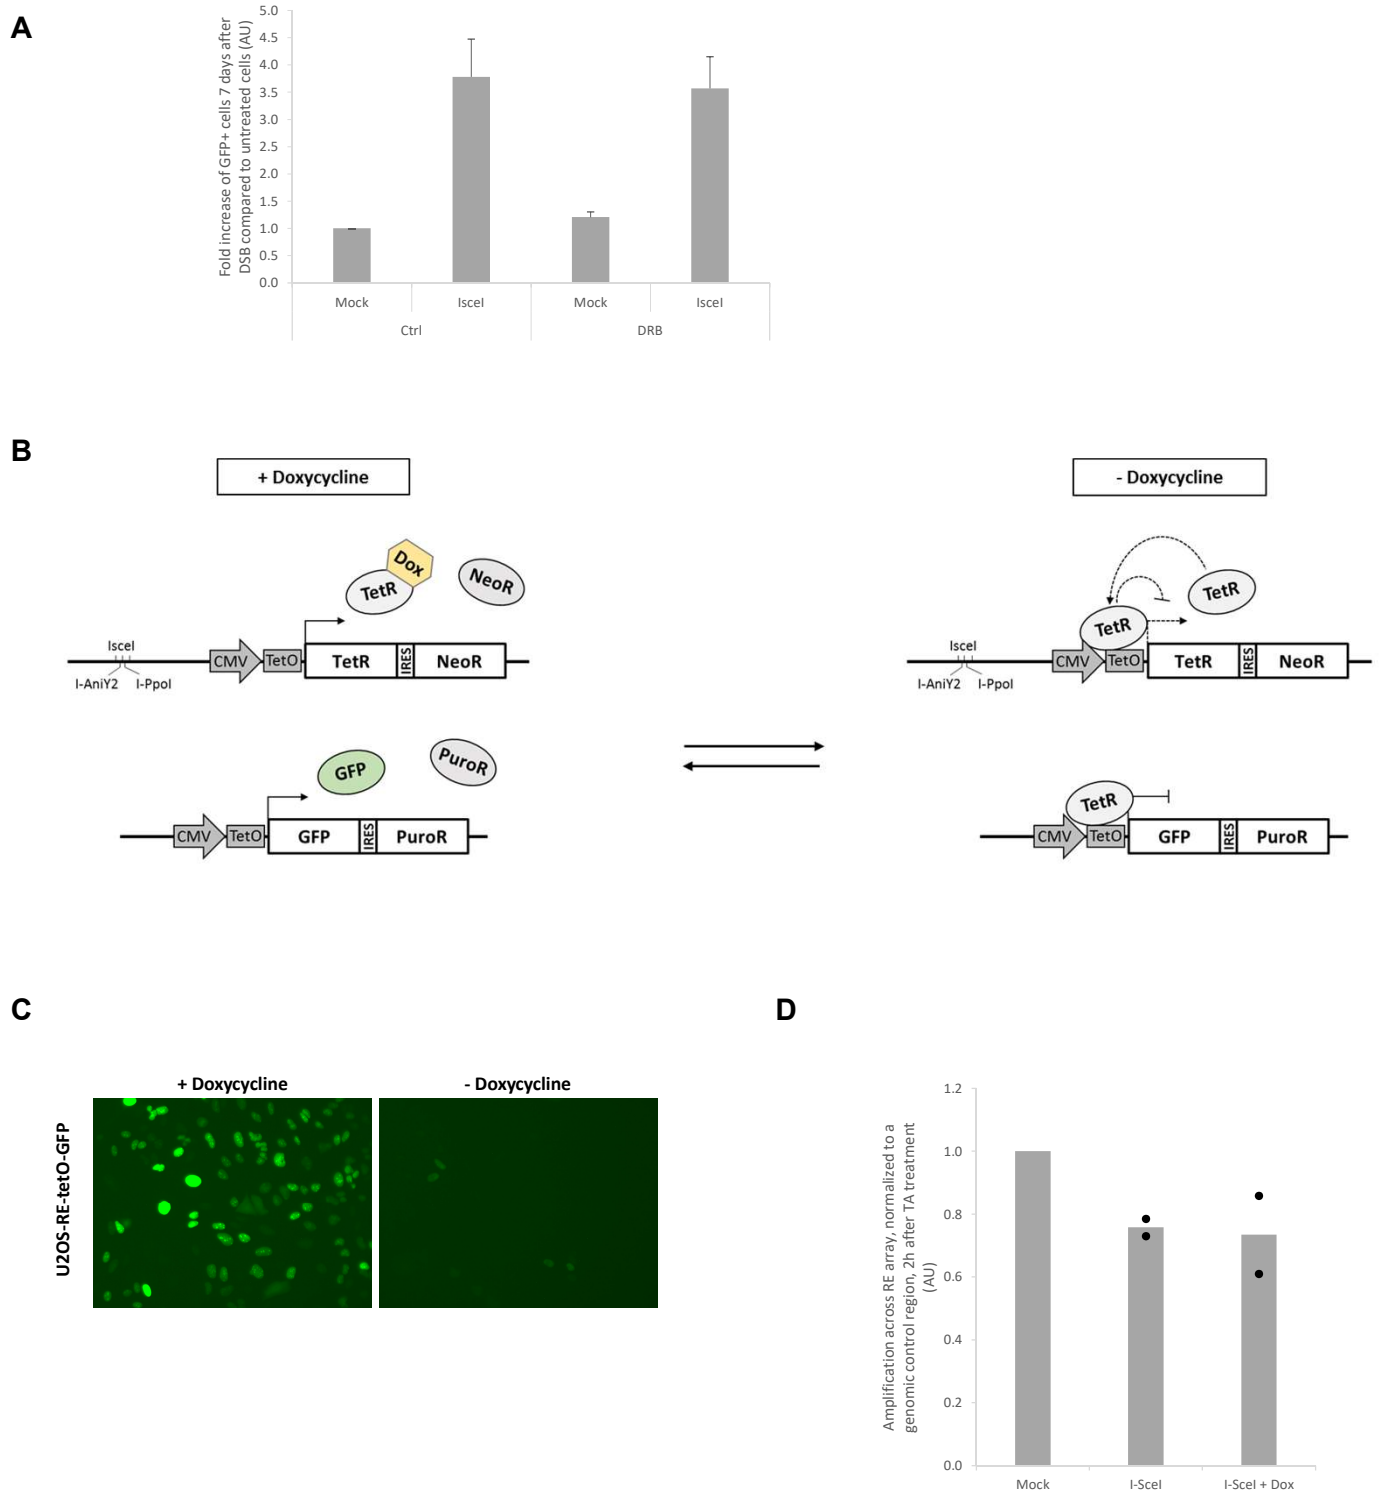 A
Fold increase of GFP+ cells 7 days after
DSB compared to untreated cells (AU)
5.0
4.5
4.0
3.5
3.0
2.5
2.0
1.5
1.0
0.5
0.0
Mock
IsceI
Mock
IsceI
Ctrl
DRB
B
+ Doxycycline
- Doxycycline
Dox
TetR
NeoR
IsceI
I-AniY2
I-PpoI
CMV
TetO
TetR
IRES
NeoR
TetR
TetR
IsceI
I-AniY2
I-PpoI
CMV
TetO
TetR
IRES
NeoR
GFP
PuroR
CMV
TetO
GFP
IRES
PuroR
TetR
CMV
TetO
GFP
IRES
PuroR
C
+ Doxycycline
- Doxycycline
U2OS-RE-tetO-GFP
D
Amplification across RE array, normalized to a
genomic control region, 2h after TA treatment
(AU)
1.2
1.0
0.8
0.6
0.4
0.2
0.0
Mock
I-SceI
I-SceI + Dox